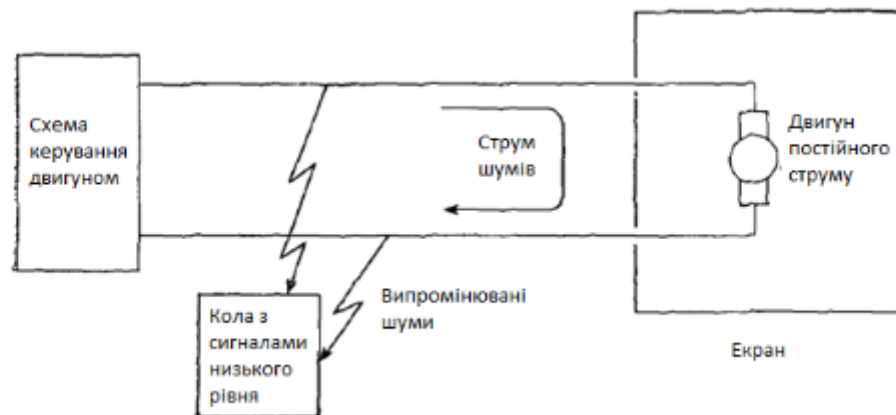 Схема
керування
двигуном
Струм
шумів
Двигун
постійного
струму
Випромінювані
шуми
Кола з
сигналами
низького
рівня
Екран